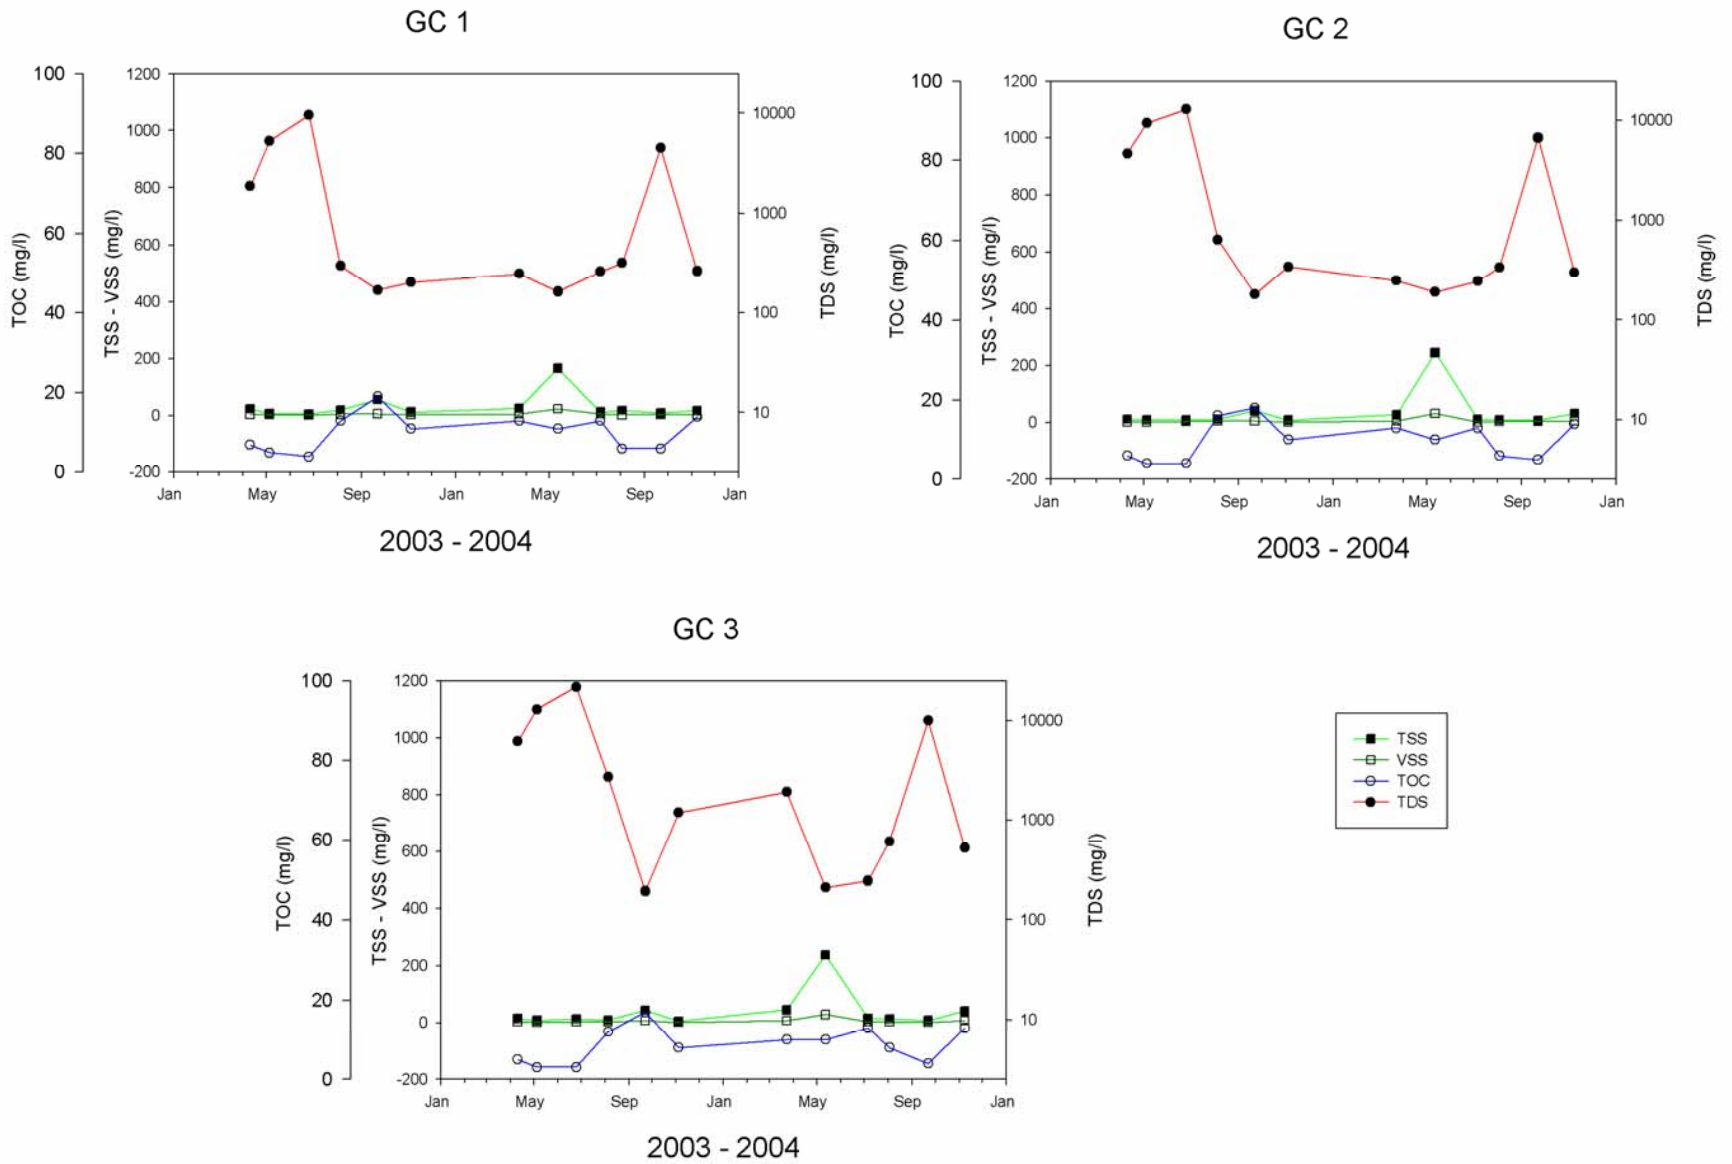 GC 1
TOC (mg/l)
100
80
60
40
20
0
TSS - VSS (mg/l)
1200
1000
800
600
400
200
0
-200
TDS (mg/l)
10000
1000
100
10
Jan May Sep Jan May Sep Jan
2003 - 2004
GC 2
TOC (mg/l)
100
80
60
40
20
0
TSS - VSS (mg/l)
1200
1000
800
600
400
200
0
-200
TDS (mg/l)
10000
1000
100
10
Jan May Sep Jan May Sep Jan
2003 - 2004
GC 3
TOC (mg/l)
100
80
60
40
20
0
TSS - VSS (mg/l)
1200
1000
800
600
400
200
0
-200
TDS (mg/l)
10000
1000
100
10
Jan May Sep Jan May Sep Jan
2003 - 2004
TSS
VSS
TOC
TDS